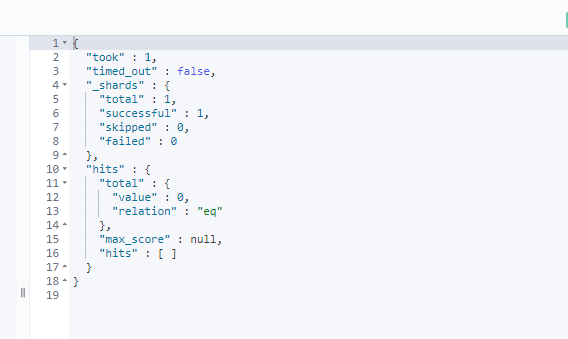 1 {
2   "took" : 1,
3   "timed_out" : false,
4   "_shards" : {
5     "total" : 1,
6     "successful" : 1,
7     "skipped" : 0,
8     "failed" : 0
9   },
10   "hits" : {
11     "total" : {
12       "value" : 0,
13       "relation" : "eq"
14     },
15     "max_score" : null,
16     "hits" : [ ]
17   }
18 }
19